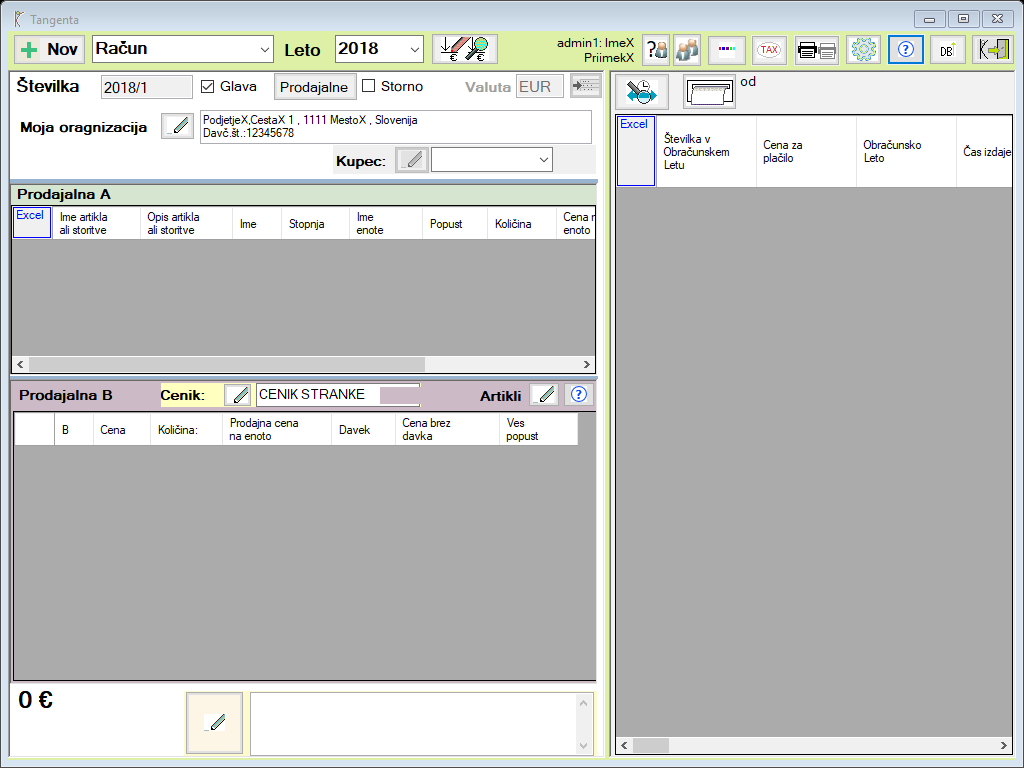 Tangenta
Nov
Račun
Leto
2018
€
€
admin1: ImeX
PriimekX
?
TAX
?
DB
Številka
2018/1
Glava
Prodajalne
Storno
Valuta
EUR
od
Moja oragnizacija
PodjetjeX,CestaX 1 , 1111 MestoX , Slovenija
Davč.št.:12345678
Kupec:
Prodajalna A
Excel
Ime artikla
ali storitve
Opis artikla
ali storitve
Ime
Stopnja
Ime
enote
Popust
Količina
Cena n
enoto
Prodajalna B
Cenik:
CENIK STRANKE
Artikli
?
B
Cena
Količina:
Prodajna cena
na enoto
Davek
Cena brez
davka
Ves
popust
0 €
Excel
Številka v
Obračunskem
Letu
Cena za
plačilo
Obračunsko
Leto
Čas izdaje